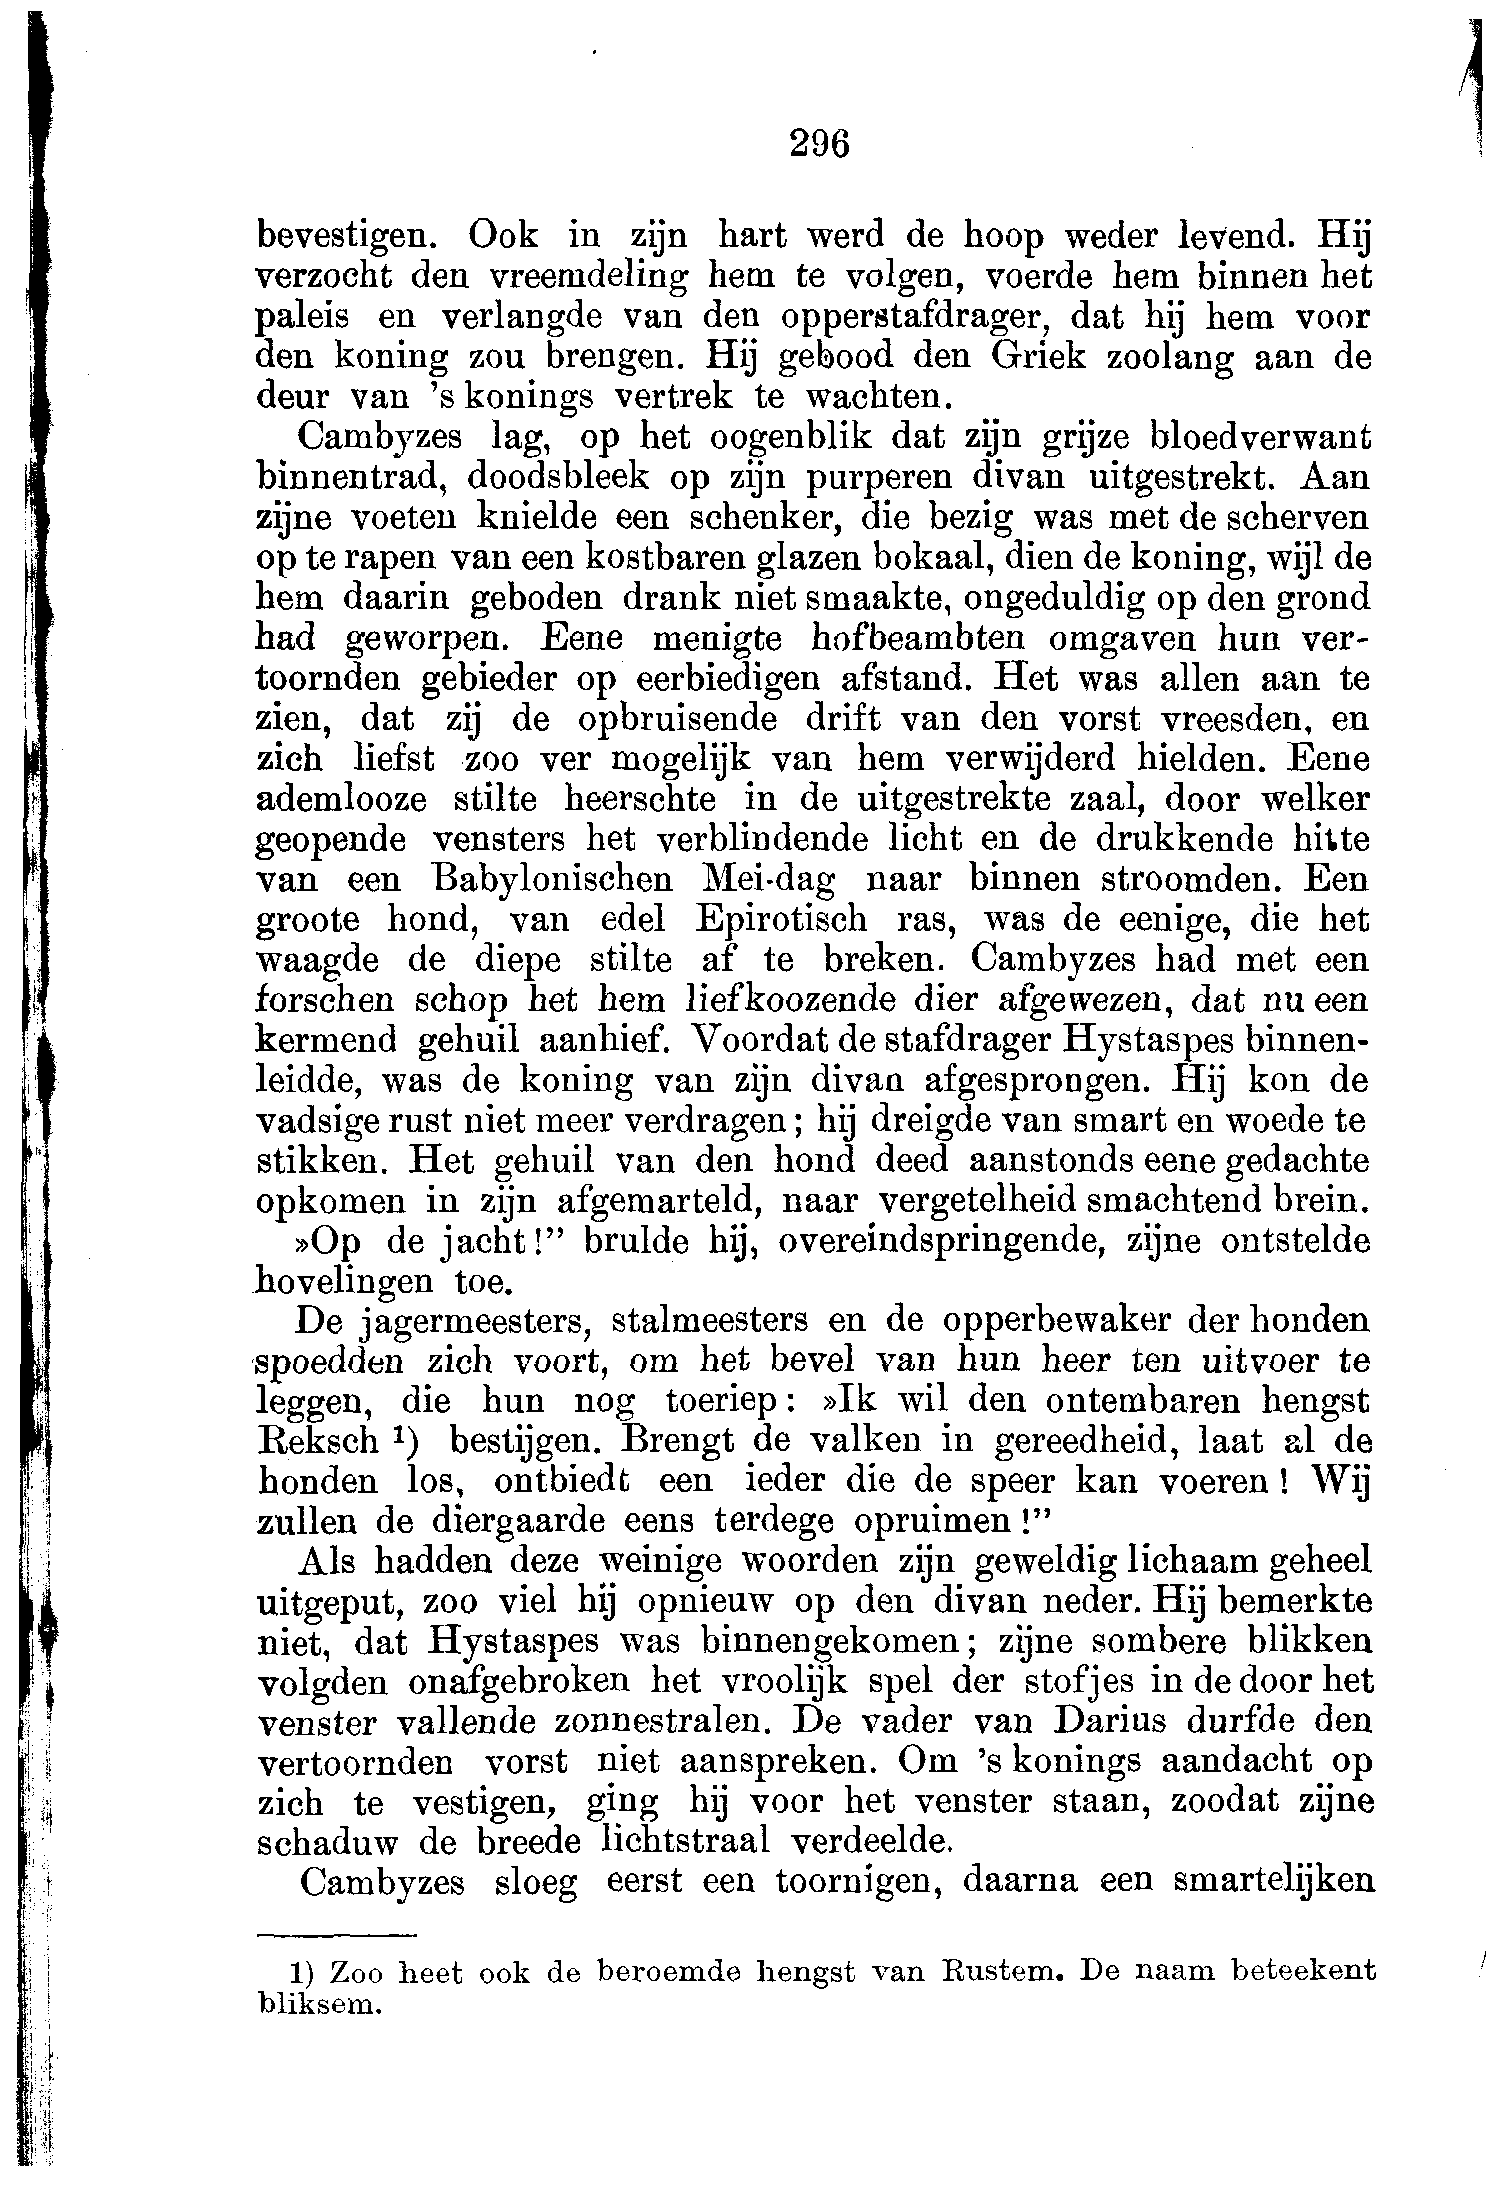 296
bevestigen. Ook in zijn hart werd de hoop weder levend. Hij
verzocht den vreemdeling hem te volgen, voerde hem binnen het
paleis en verlangde van den opperstafdrager, dat hij hem voor
den koning zou brengen. Hij gebood den Griek zoolang aan de
deur van 's konings vertrek te wachten.
Cambyzes lag, op het oogenblik dat zijn grijze bloedverwant
binnentrad, doodsbleek op zijn purperen divan uitgestrekt. Aan
zijne voeten knielde een schenker, die bezig was met de scherven
op te rapen van een kostbaren glazen bokaal, dien de koning, wijl de
hem daarin geboden drank niet smaakte, ongeduldig op den grond
had geworpen. Eene menigte hofbeambten omgaven hun ver-
toornden gebieder op eerbiedigen afstand. Het was allen aan te
zien, dat zij de opbruisende drift van den vorst vreesden, en
zich liefst zoo ver mogelijk van hem verwijderd hielden. Eene
ademlooze stilte heerschte in de uitgestrekte zaal, door welker
geopende vensters het verblindende licht en de drukkende hitte
van een Babylonischen Mei-dag naar binnen stroomden. Een
groote hond, van edel Epirotisch ras, was de eenige, die het
waagde de diepe stilte af te breken. Cambyzes had met een
forschen schop het hem liefkoozende dier afgewezen, dat nu een
kermend gehuil aanhief. Voordat de stafdrager Hystaspes binnen-
leidde, was de koning van zijn divan afgesprongen. Hij kon de
vadsige rust niet meer verdragen; hij dreigde van smart en woede te
stikken. Het gehuil van den hond deed aanstonds eene gedachte
opkomen in zijn afgemarteld, naar vergetelheid smachtend brein.
»Op de jacht!" brulde hij, overeindspringende, zijne ontstelde
hovelingen toe.
De jagermeesters, stalmeesters en de opperbewaker der honden
spoedden zich voort, om het bevel van hun heer ten uitvoer te
leggen, die hun nog toeriep: »Ik wil den ontembaren hengst
Reksch ¹) bestijgen. Brengt de valken in gereedheid, laat al de
honden los, ontbiedt een ieder die de speer kan voeren! Wij
zullen de diergaarde eens terdege opruimen!"
Als hadden deze weinige woorden zijn geweldig lichaam geheel
uitgeput, zoo viel hij opnieuw op den divan neder. Hij bemerkte
niet, dat Hystaspes was binnengekomen; zijne sombere blikken
volgden onafgebroken het vroolijk spel der stofjes in de door het
venster vallende zonnestralen. De vader van Darius durfde den
vertoornden vorst niet aanspreken. Om 's konings aandacht op
zich te vestigen, ging hij voor het venster staan, zoodat zijne
schaduw de breede lichtstraal verdeelde.
Cambyzes sloeg eerst een toornigen, daarna een smartelijken
1) Zoo heet ook de beroemde hengst van Rustem. De naam beteekent
bliksem.